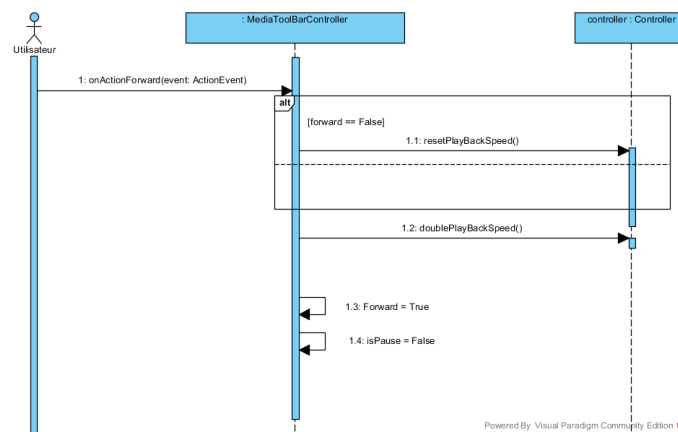 : MediaToolBarController
controller : Controller
Utilisateur
1: onActionForward(event: ActionEvent)
alt
[forward == False]
1.1: resetPlayBackSpeed()
1.2: doublePlayBackSpeed()
1.3: Forward = True
1.4: isPause = False
Powered By Visual Paradigm Community Edition